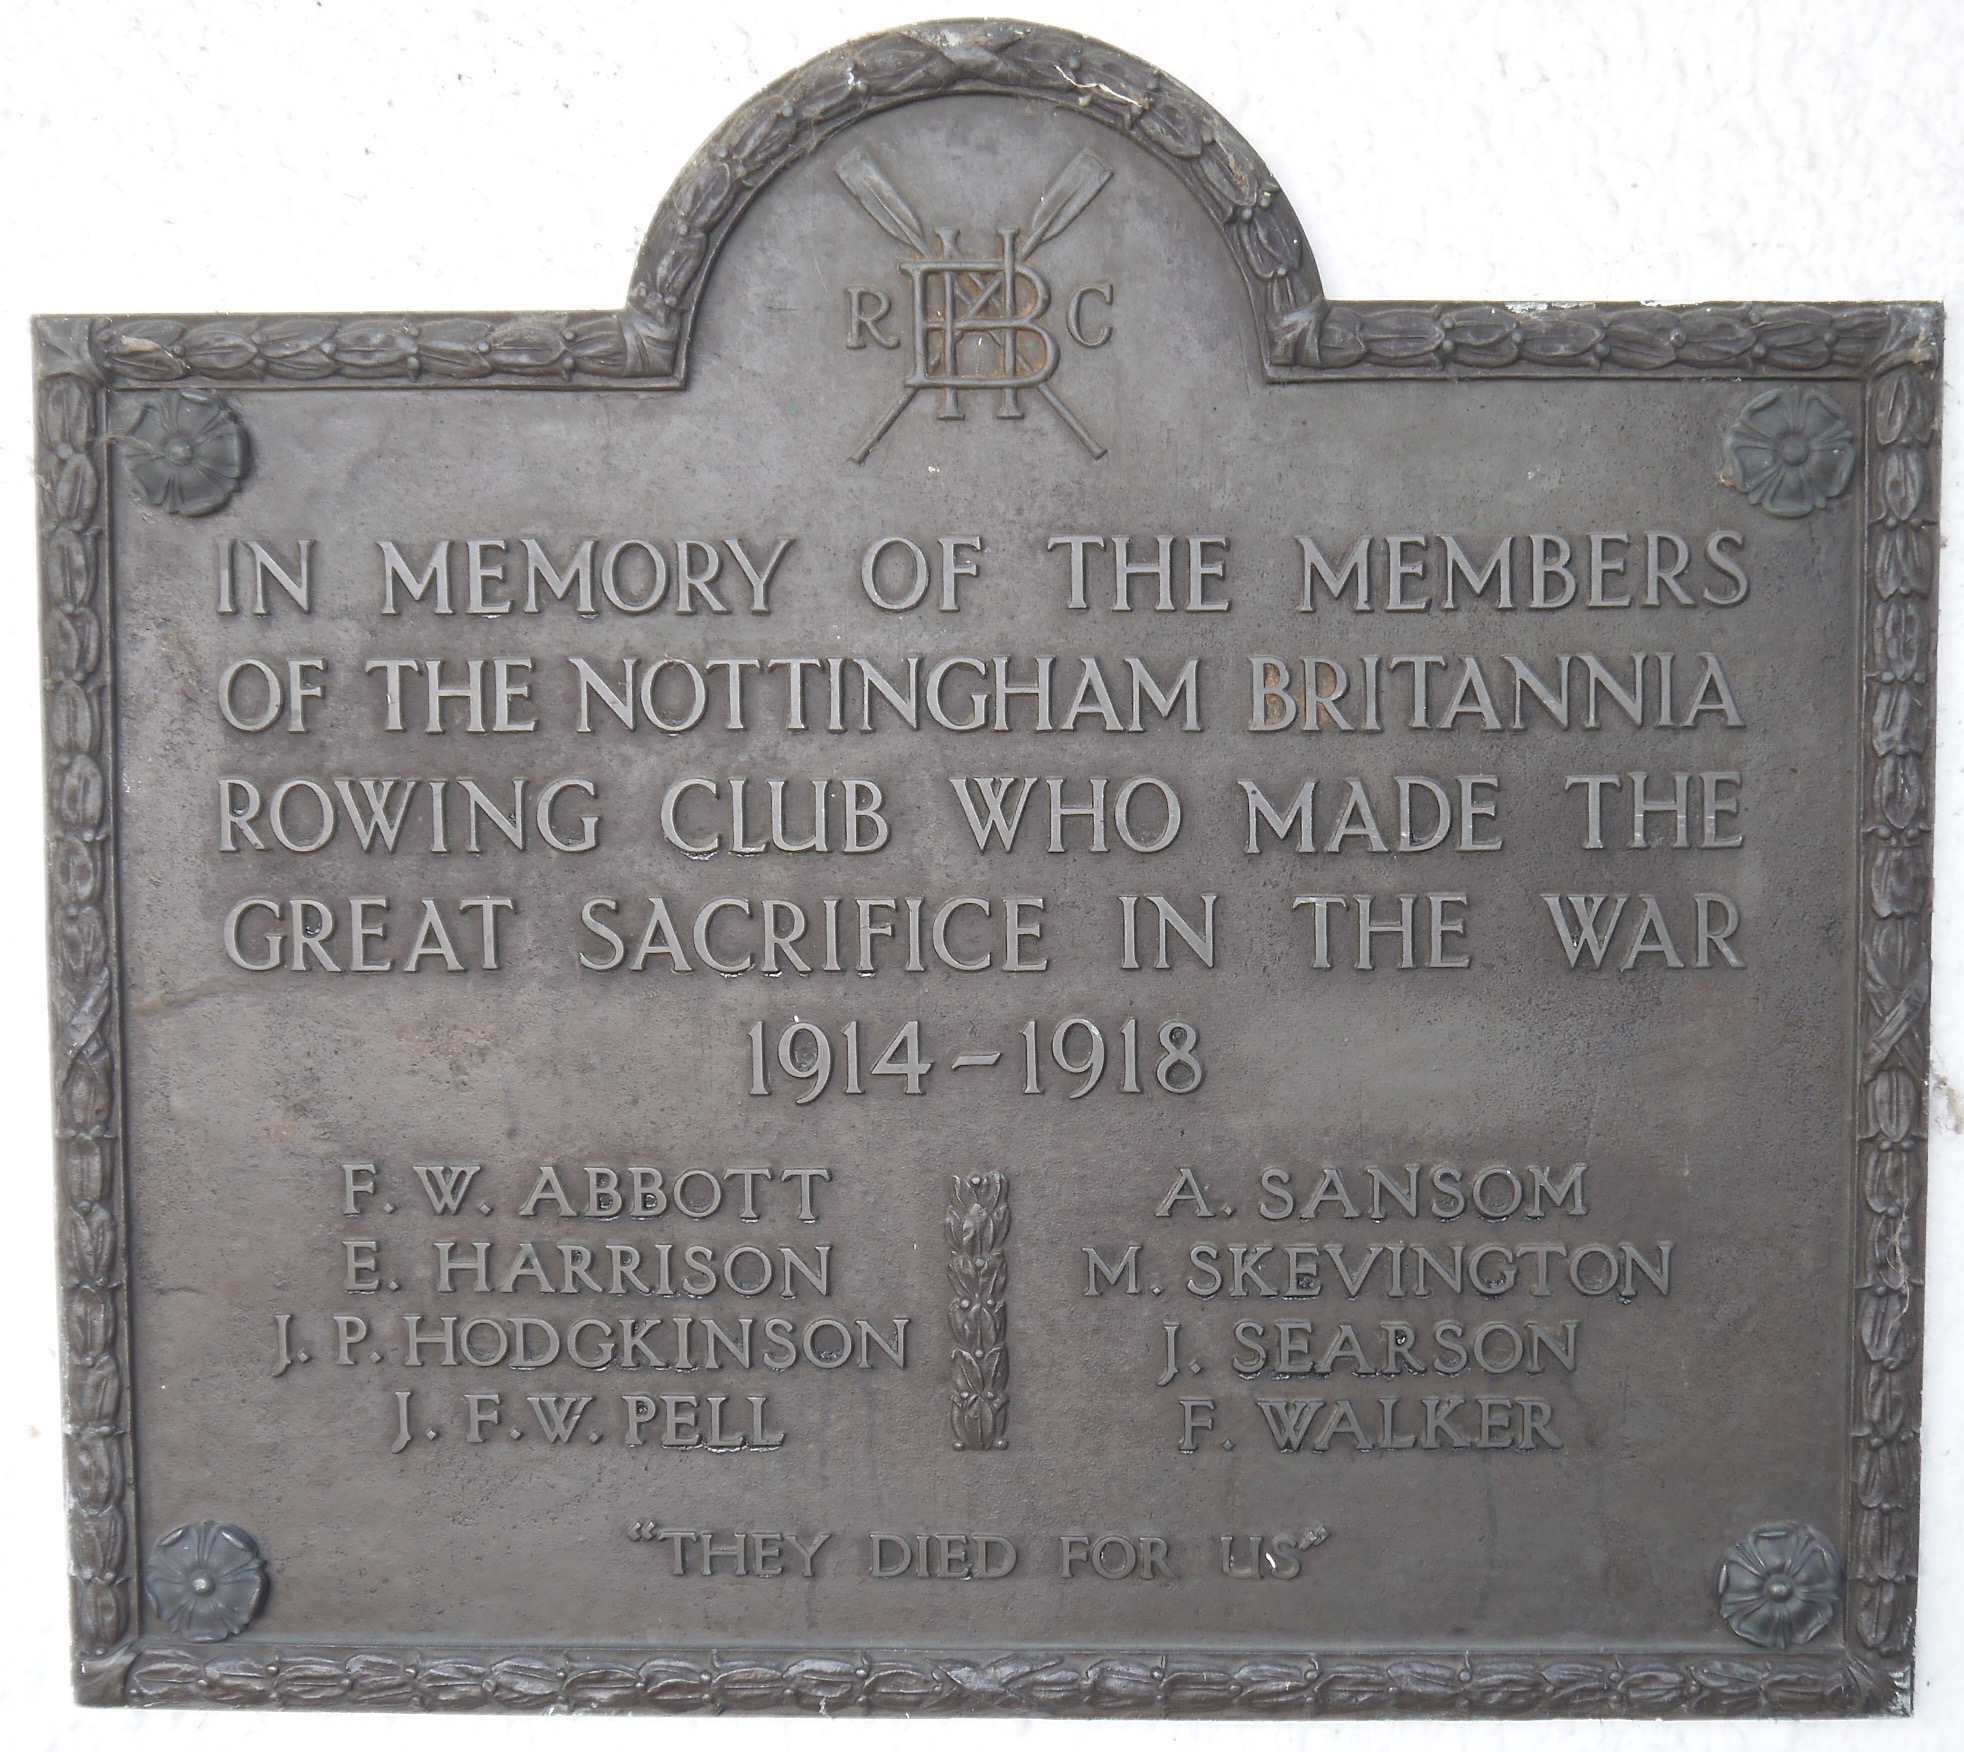 R NB C
IN MEMORY OF THE MEMBERS
OF THE NOTTINGHAM BRITANNIA
ROWING CLUB WHO MADE THE
GREAT SACRIFICE IN THE WAR
1914-1918
F. W. ABBOTT
E. HARRISON
J. P. HODGKINSON
J. F. W. PELL
A. SANSOM
M. SKEVINGTON
J. SEARSON
F. WALKER
"THEY DIED FOR US"